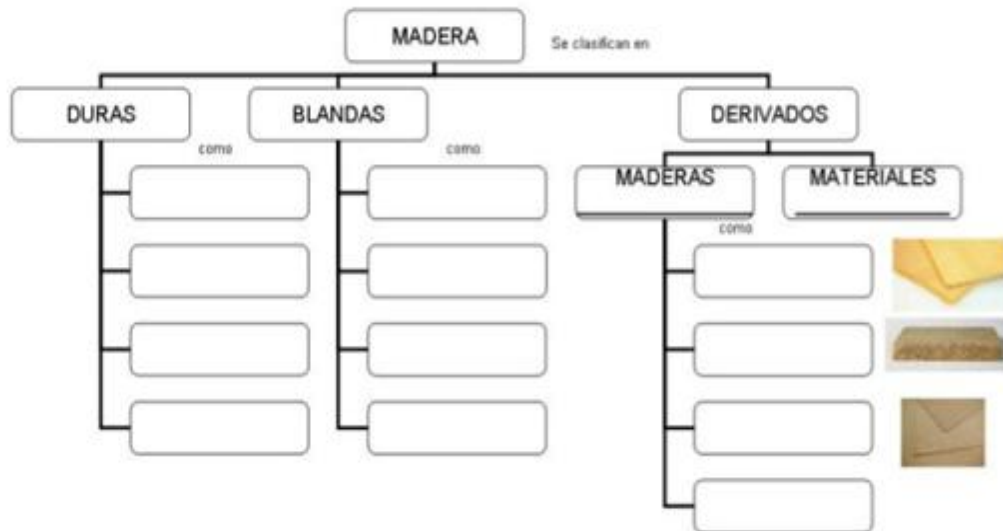 MADERA
Se clasifican en
DURAS
BLANDAS
DERIVADOS
como
como
MADERAS
MATERIALES
como